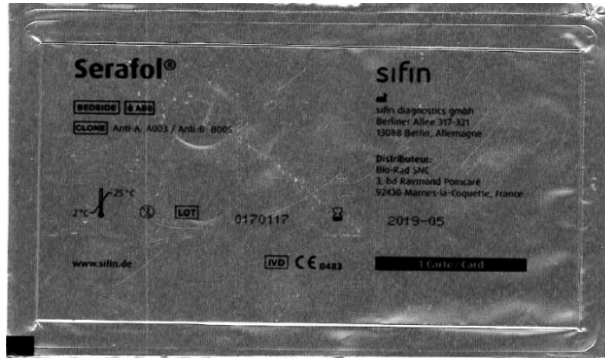 Serafol®
BEDSIDE 6 AB0
CLONE Anti-A: A003 / Anti-B: B005
2°C 25°C
LOT 0170117
www.sifin.de
IVD CE 0483
sifin
sifin diagnostics gmbh
Berliner Allee 317-321
13088 Berlin, Allemagne
Distributeur:
Bio-Rad SNC
3, bd Raymond Poincaré
92430 Marnes-la-Coquette, France
2019-05
1 Carte / Card